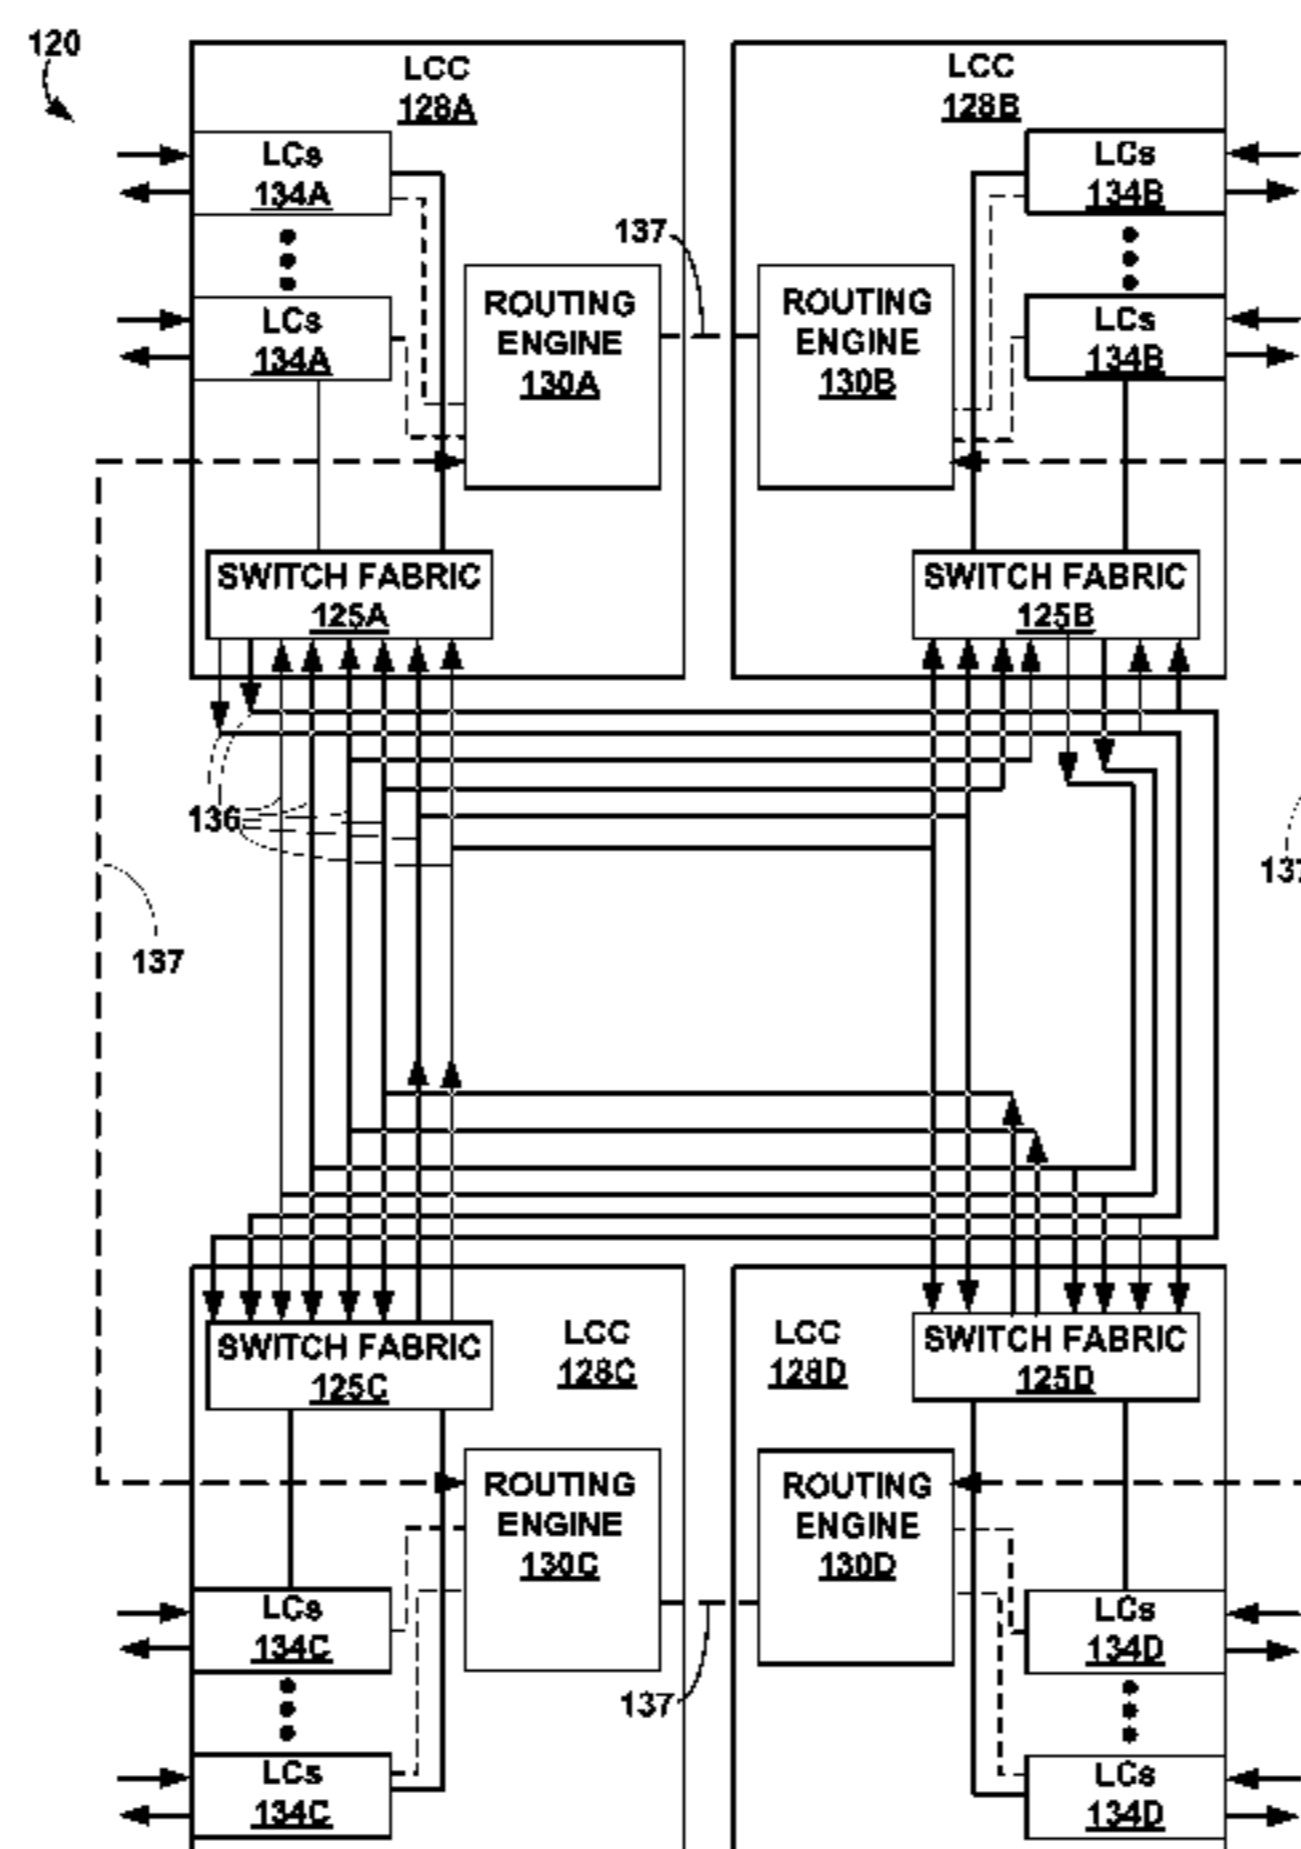 120
LCC
128A
LCs
134A
LCs
134A
ROUTING
ENGINE
130A
SWITCH FABRIC
125A
137
LCC
128B
LCs
134B
LCs
134B
ROUTING
ENGINE
130B
SWITCH FABRIC
125B
136
137
137
SWITCH FABRIC
125C
LCC
128C
ROUTING
ENGINE
130C
LCs
134C
LCs
134C
137
LCC
128D
SWITCH FABRIC
125D
ROUTING
ENGINE
130D
LCs
134D
LCs
134D